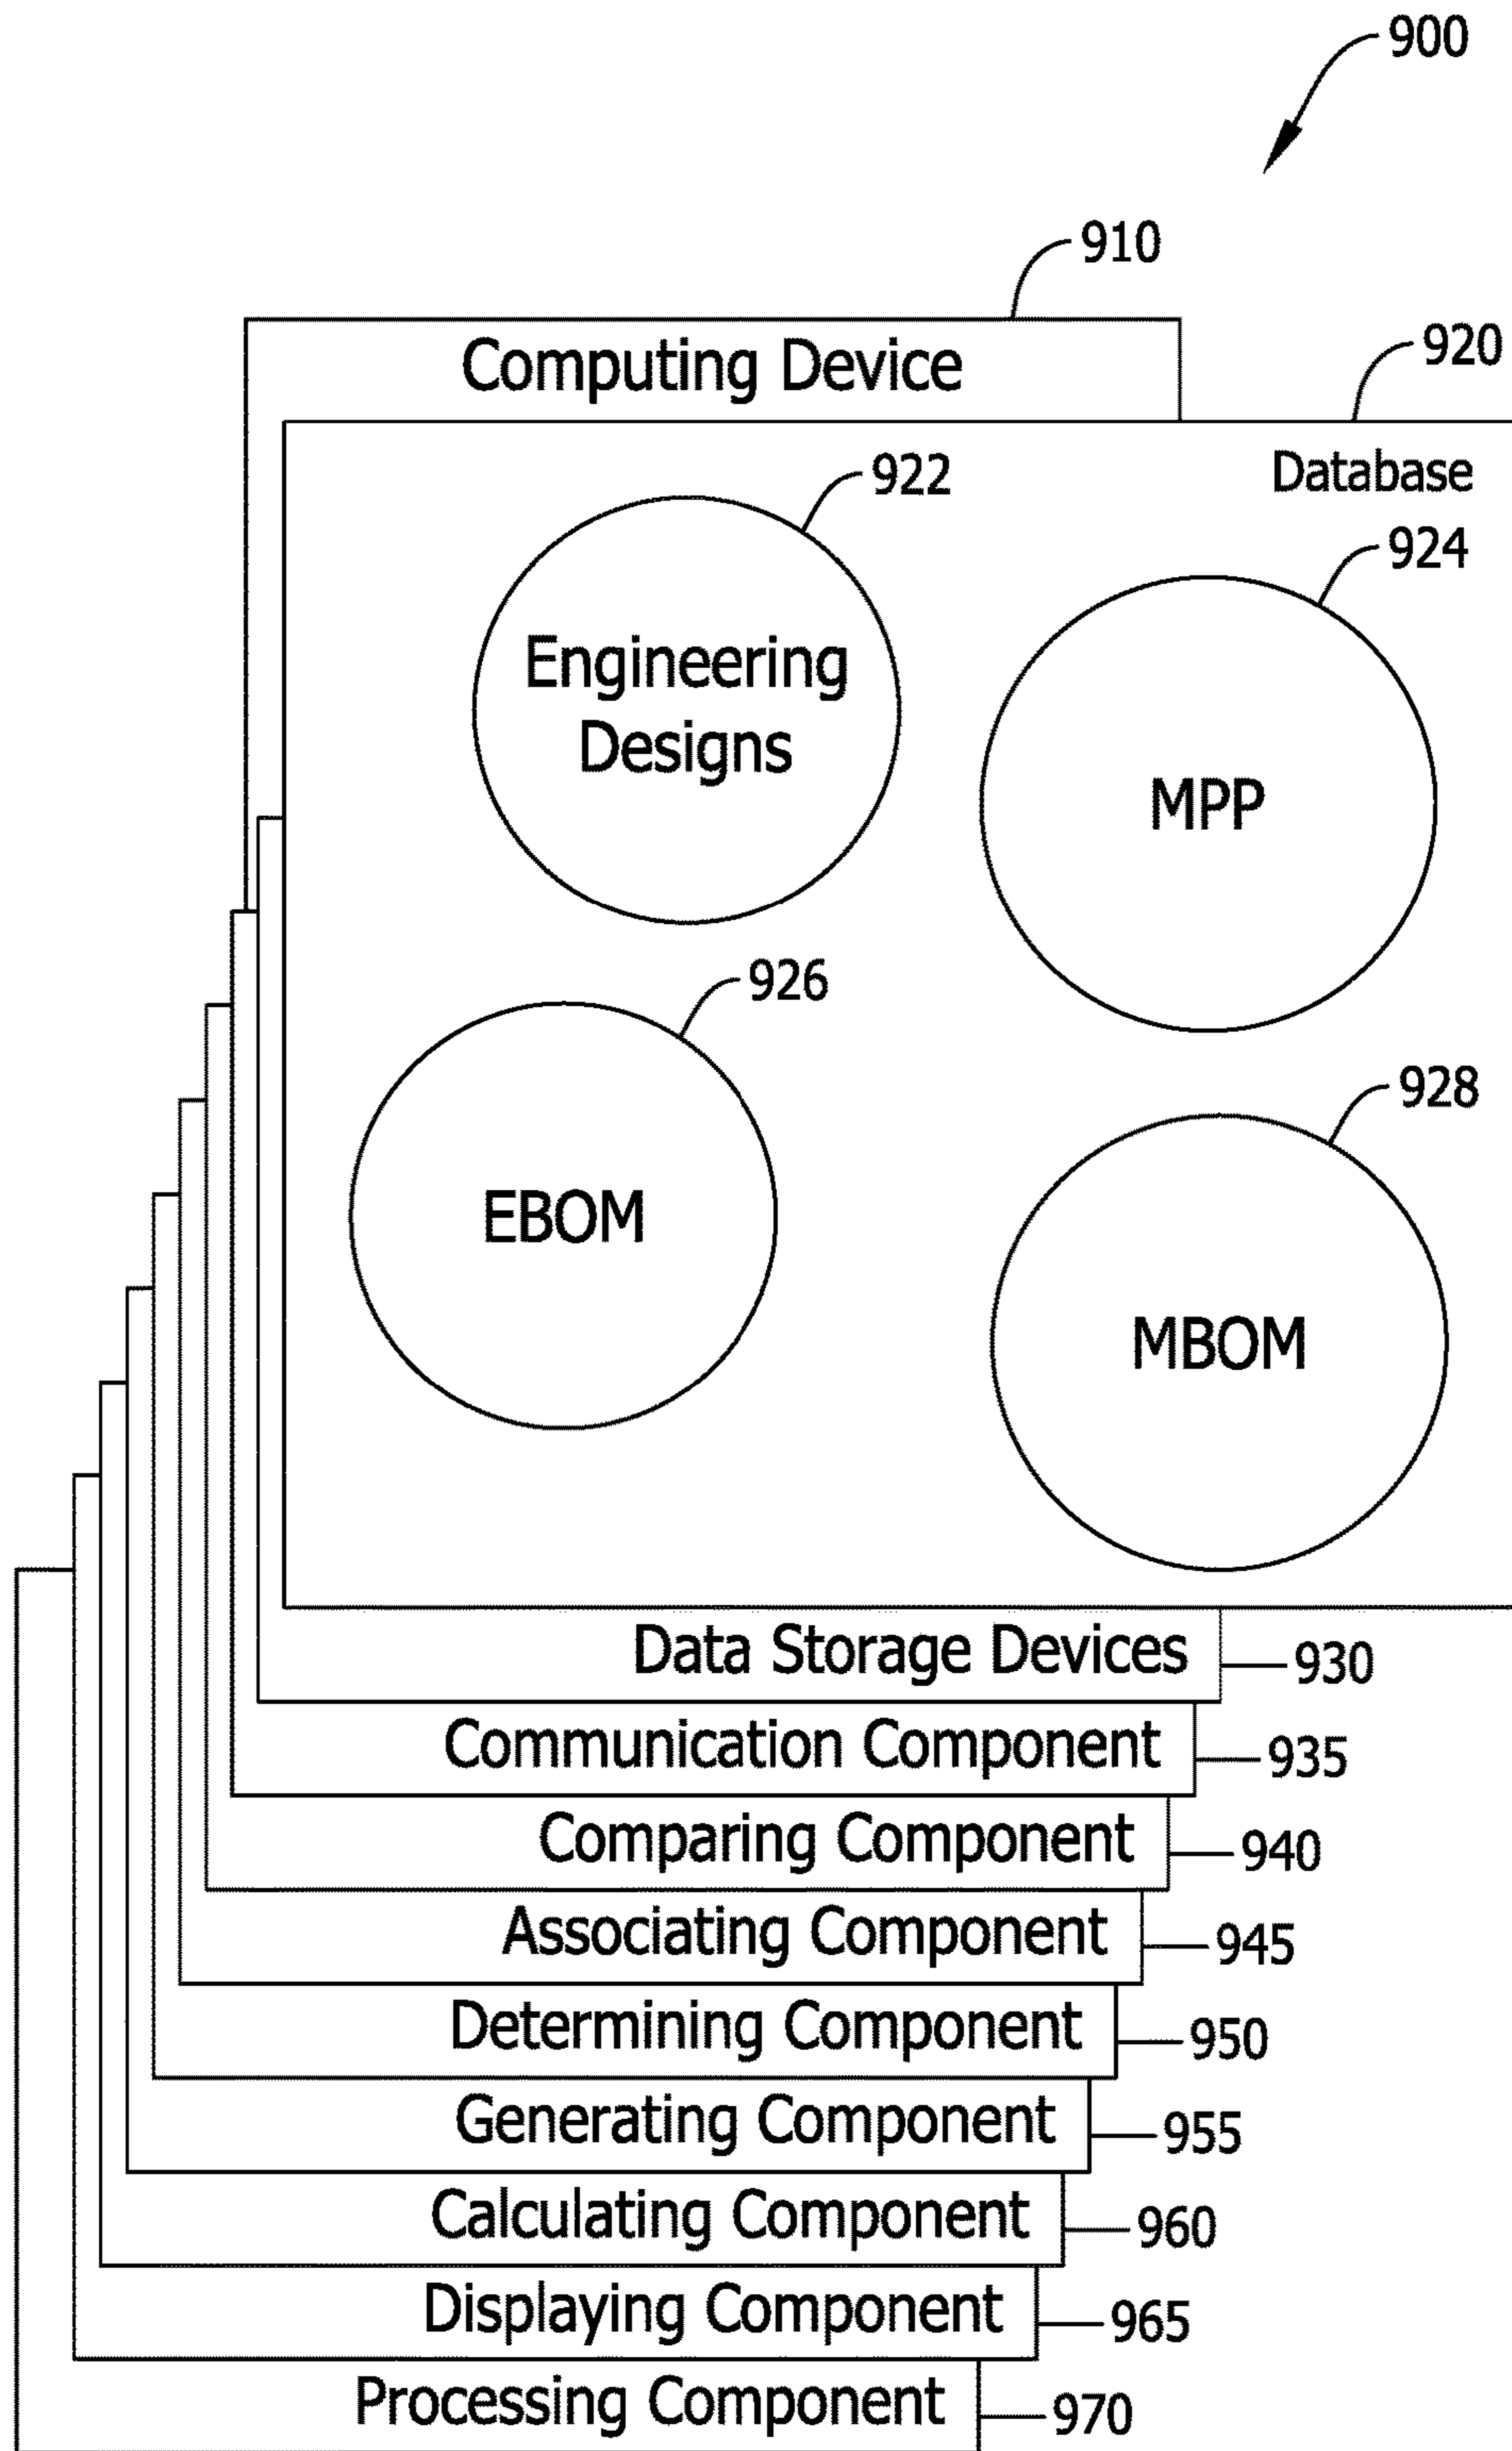 900
910
Computing Device
920
Database
922
Engineering
Designs
924
MPP
926
EBOM
928
MBOM
Data Storage Devices 930
Communication Component 935
Comparing Component 940
Associating Component 945
Determining Component 950
Generating Component 955
Calculating Component 960
Displaying Component 965
Processing Component 970